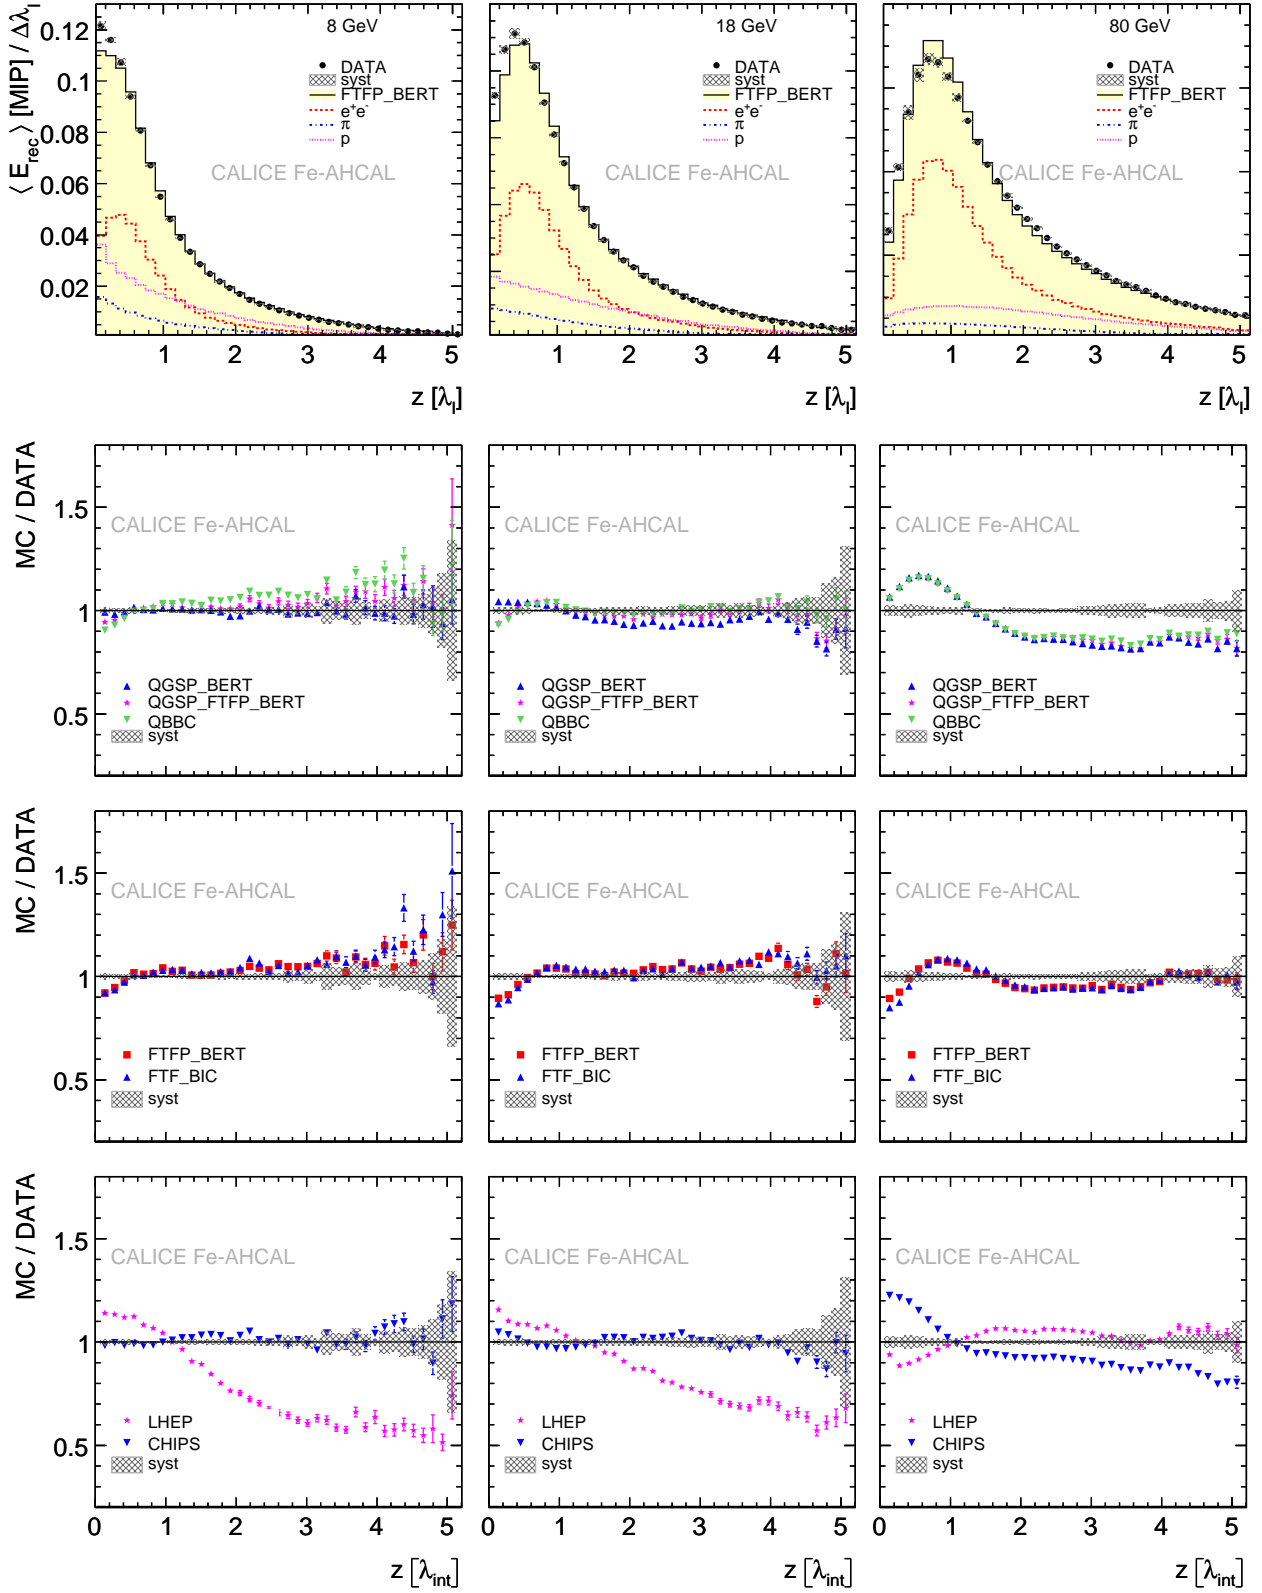 ⟨ E_rec ⟩ [MIP] / Δλ_I
0.12
0.1
0.08
0.06
0.04
0.02
8 GeV
DATA
syst
FTFP_BERT
e⁺e⁻
π
p
CALICE Fe-AHCAL
0 1 2 3 4 5
z [λ_I]
18 GeV
DATA
syst
FTFP_BERT
e⁺e⁻
π
p
CALICE Fe-AHCAL
0 1 2 3 4 5
z [λ_I]
80 GeV
DATA
syst
FTFP_BERT
e⁺e⁻
π
p
CALICE Fe-AHCAL
0 1 2 3 4 5
z [λ_I]
MC / DATA
1.5
1
0.5
CALICE Fe-AHCAL
QGSP_BERT
QGSP_FTFP_BERT
QBBC
syst
CALICE Fe-AHCAL
QGSP_BERT
QGSP_FTFP_BERT
QBBC
syst
CALICE Fe-AHCAL
QGSP_BERT
QGSP_FTFP_BERT
QBBC
syst
MC / DATA
1.5
1
0.5
CALICE Fe-AHCAL
FTFP_BERT
FTF_BIC
syst
CALICE Fe-AHCAL
FTFP_BERT
FTF_BIC
syst
CALICE Fe-AHCAL
FTFP_BERT
FTF_BIC
syst
MC / DATA
1.5
1
0.5
CALICE Fe-AHCAL
LHEP
CHIPS
syst
0 1 2 3 4 5
z [λ_int]
CALICE Fe-AHCAL
LHEP
CHIPS
syst
0 1 2 3 4 5
z [λ_int]
CALICE Fe-AHCAL
LHEP
CHIPS
syst
0 1 2 3 4 5
z [λ_int]